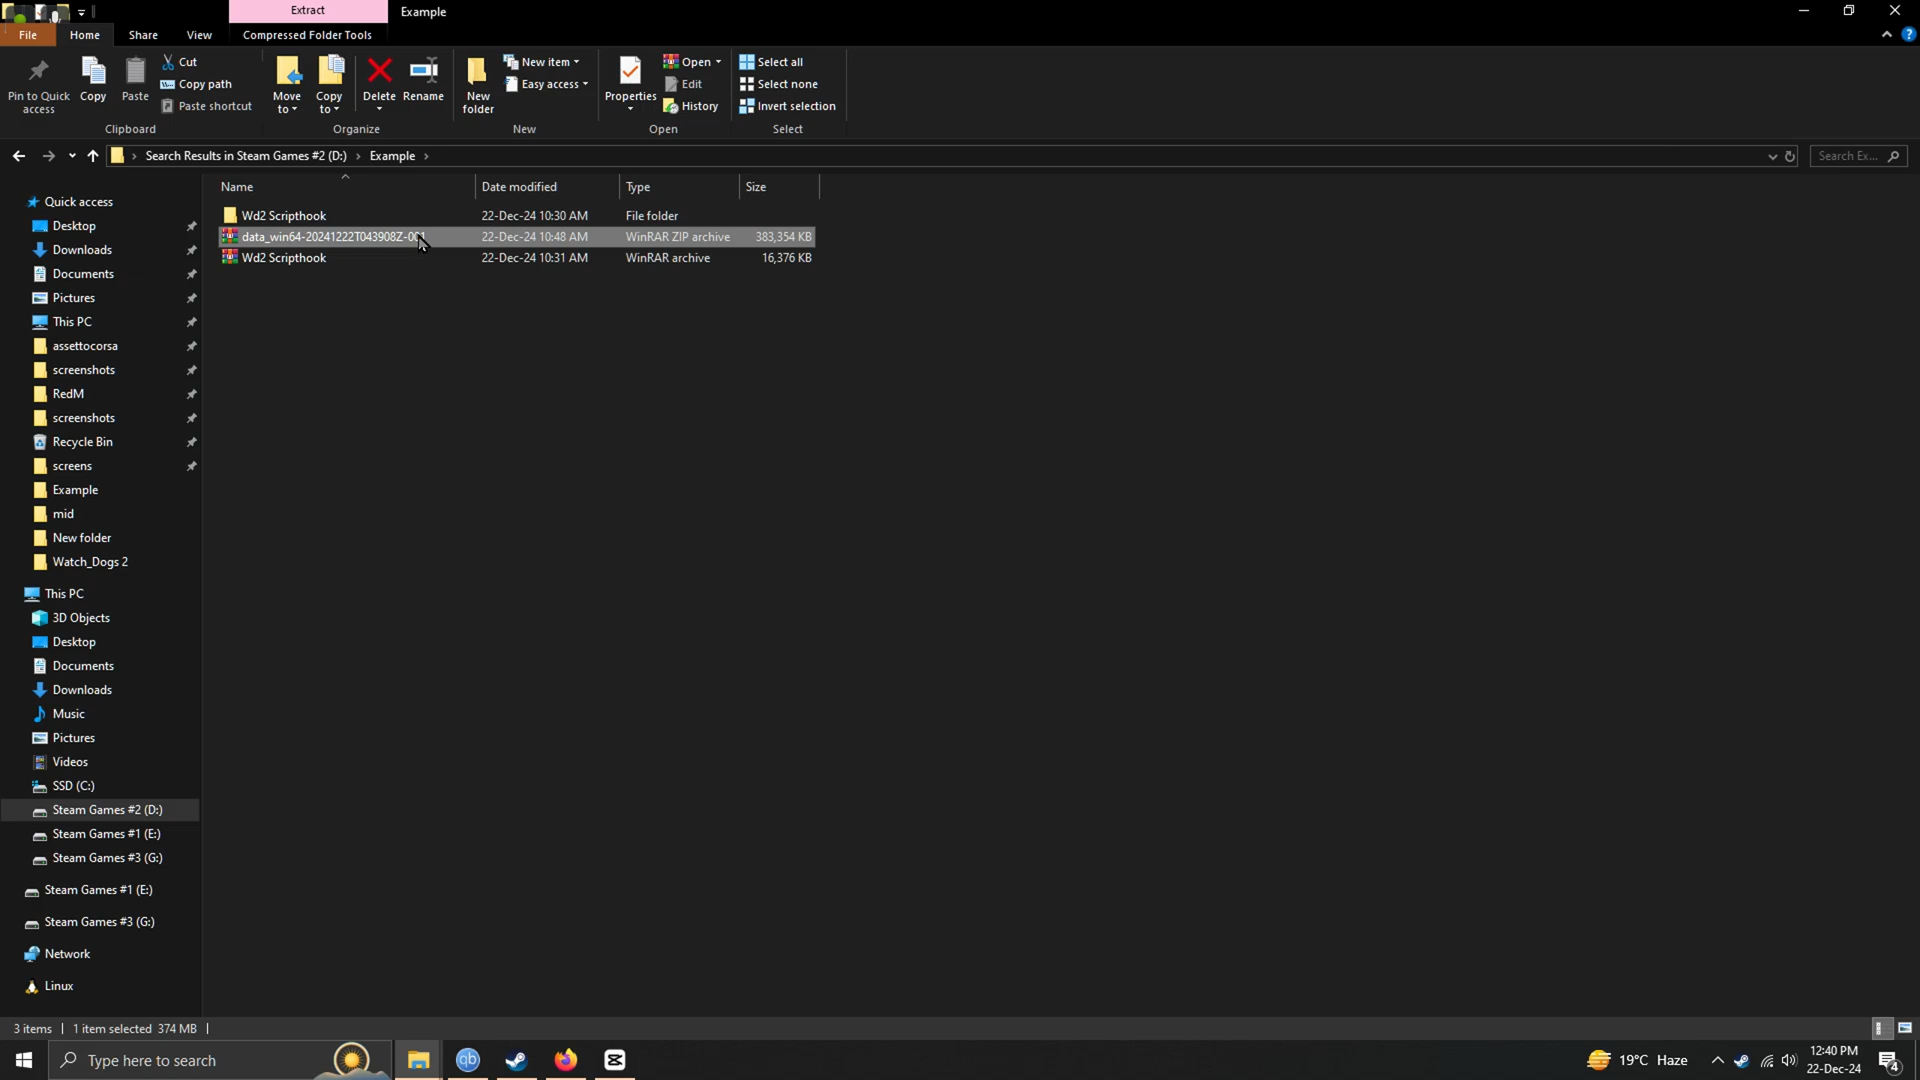 Extract Example
File Home Share View Compressed Folder Tools
Pin to Quick access
Copy
Paste
Cut
Copy path
Paste shortcut
Clipboard
Move to
Copy to
Delete
Rename
Organize
New folder
New item
Easy access
New
Properties
Open
Edit
History
Open
Select all
Select none
Invert selection
Select
Search Results in Steam Games #2 (D:) › Example ›
Search Ex...
Name Date modified Type Size
Wd2 Scripthook 22-Dec-24 10:30 AM File folder
data_win64-20241222T043908Z-001 22-Dec-24 10:48 AM WinRAR ZIP archive 383,354 KB
Wd2 Scripthook 22-Dec-24 10:31 AM WinRAR archive 16,376 KB
Quick access
Desktop
Downloads
Documents
Pictures
This PC
assettocorsa
screenshots
RedM
screenshots
Recycle Bin
screens
Example
mid
New folder
Watch_Dogs 2
This PC
3D Objects
Desktop
Documents
Downloads
Music
Pictures
Videos
SSD (C:)
Steam Games #2 (D:)
Steam Games #1 (E:)
Steam Games #3 (G:)
Steam Games #1 (E:)
Steam Games #3 (G:)
Network
Linux
3 items 1 item selected 374 MB
Type here to search
qb
19°C Haze
12:40 PM
22-Dec-24
4